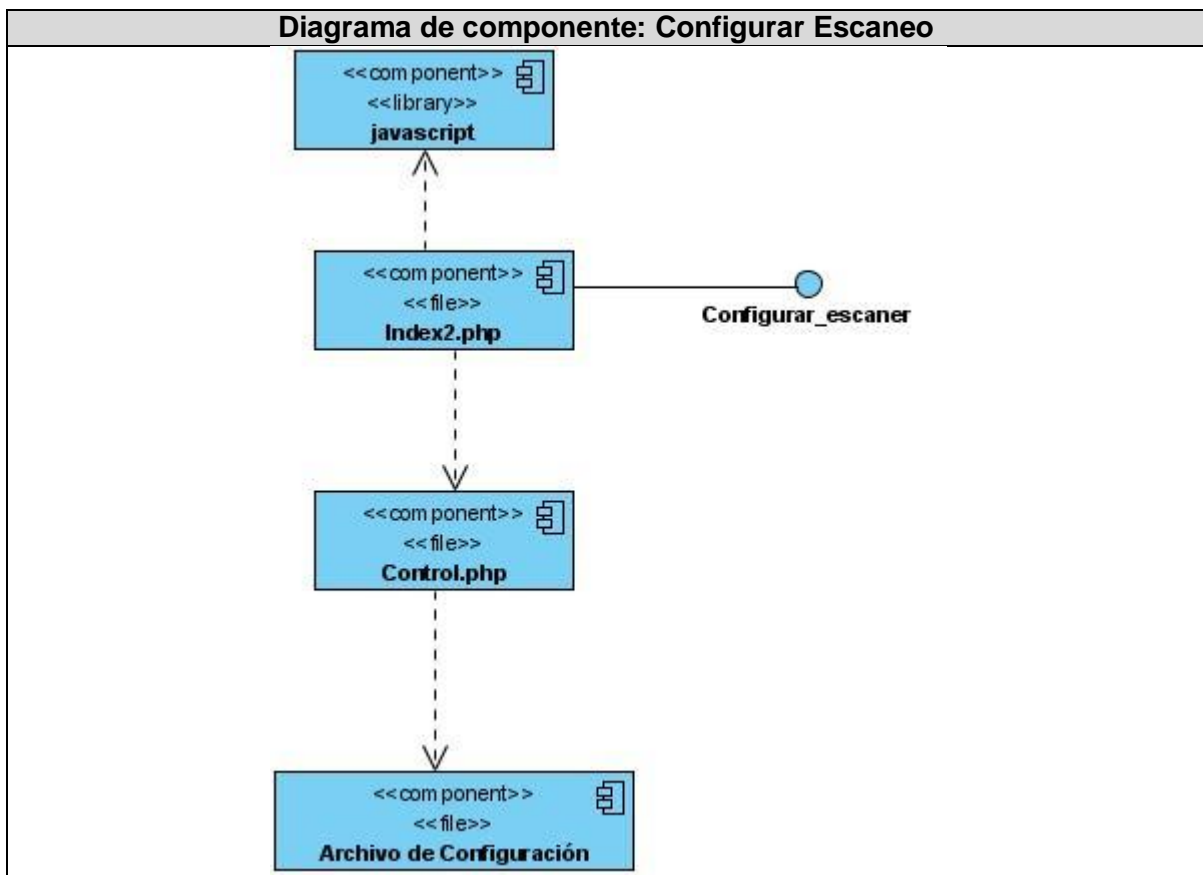 Diagrama de componente: Configurar Escaneo
<<component>>
<<library>>
javascript
<<component>>
<<file>>
Index2.php
Configurar_escaner
<<component>>
<<file>>
Control.php
<<component>>
<<file>>
Archivo de Configuración